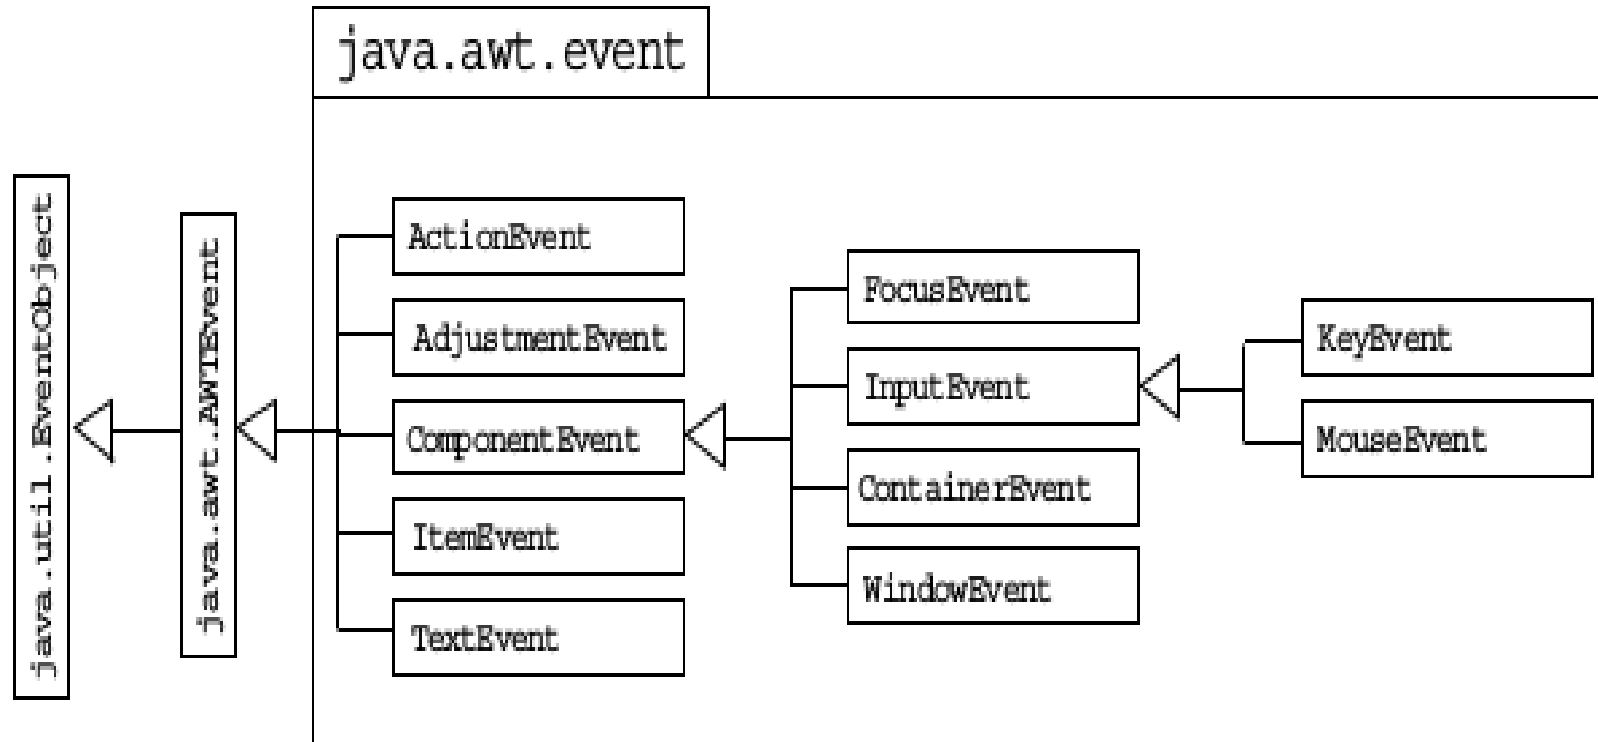 java.awt.event
java.util.EventObject
java.awt.AWTEvent
ActionEvent
AdjustmentEvent
ComponentEvent
ItemEvent
TextEvent
FocusEvent
InputEvent
ContainerEvent
WindowEvent
KeyEvent
MouseEvent